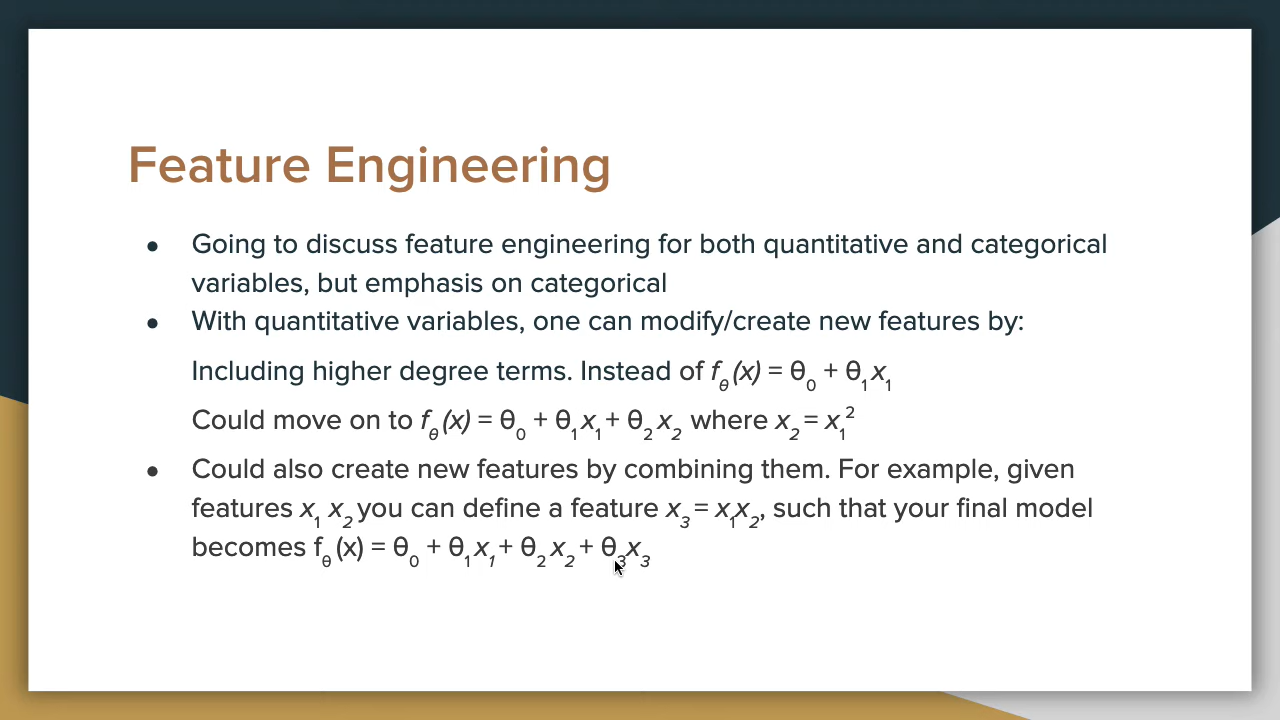 Feature Engineering
● Going to discuss feature engineering for both quantitative and categorical
variables, but emphasis on categorical
● With quantitative variables, one can modify/create new features by:
Including higher degree terms. Instead of f_θ(x) = θ₀ + θ₁x₁
Could move on to f_θ(x) = θ₀ + θ₁x₁ + θ₂x₂ where x₂ = x₁²
● Could also create new features by combining them. For example, given
features x₁ x₂ you can define a feature x₃ = x₁x₂, such that your final model
becomes f_θ(x) = θ₀ + θ₁x₁ + θ₂x₂ + θ₃x₃